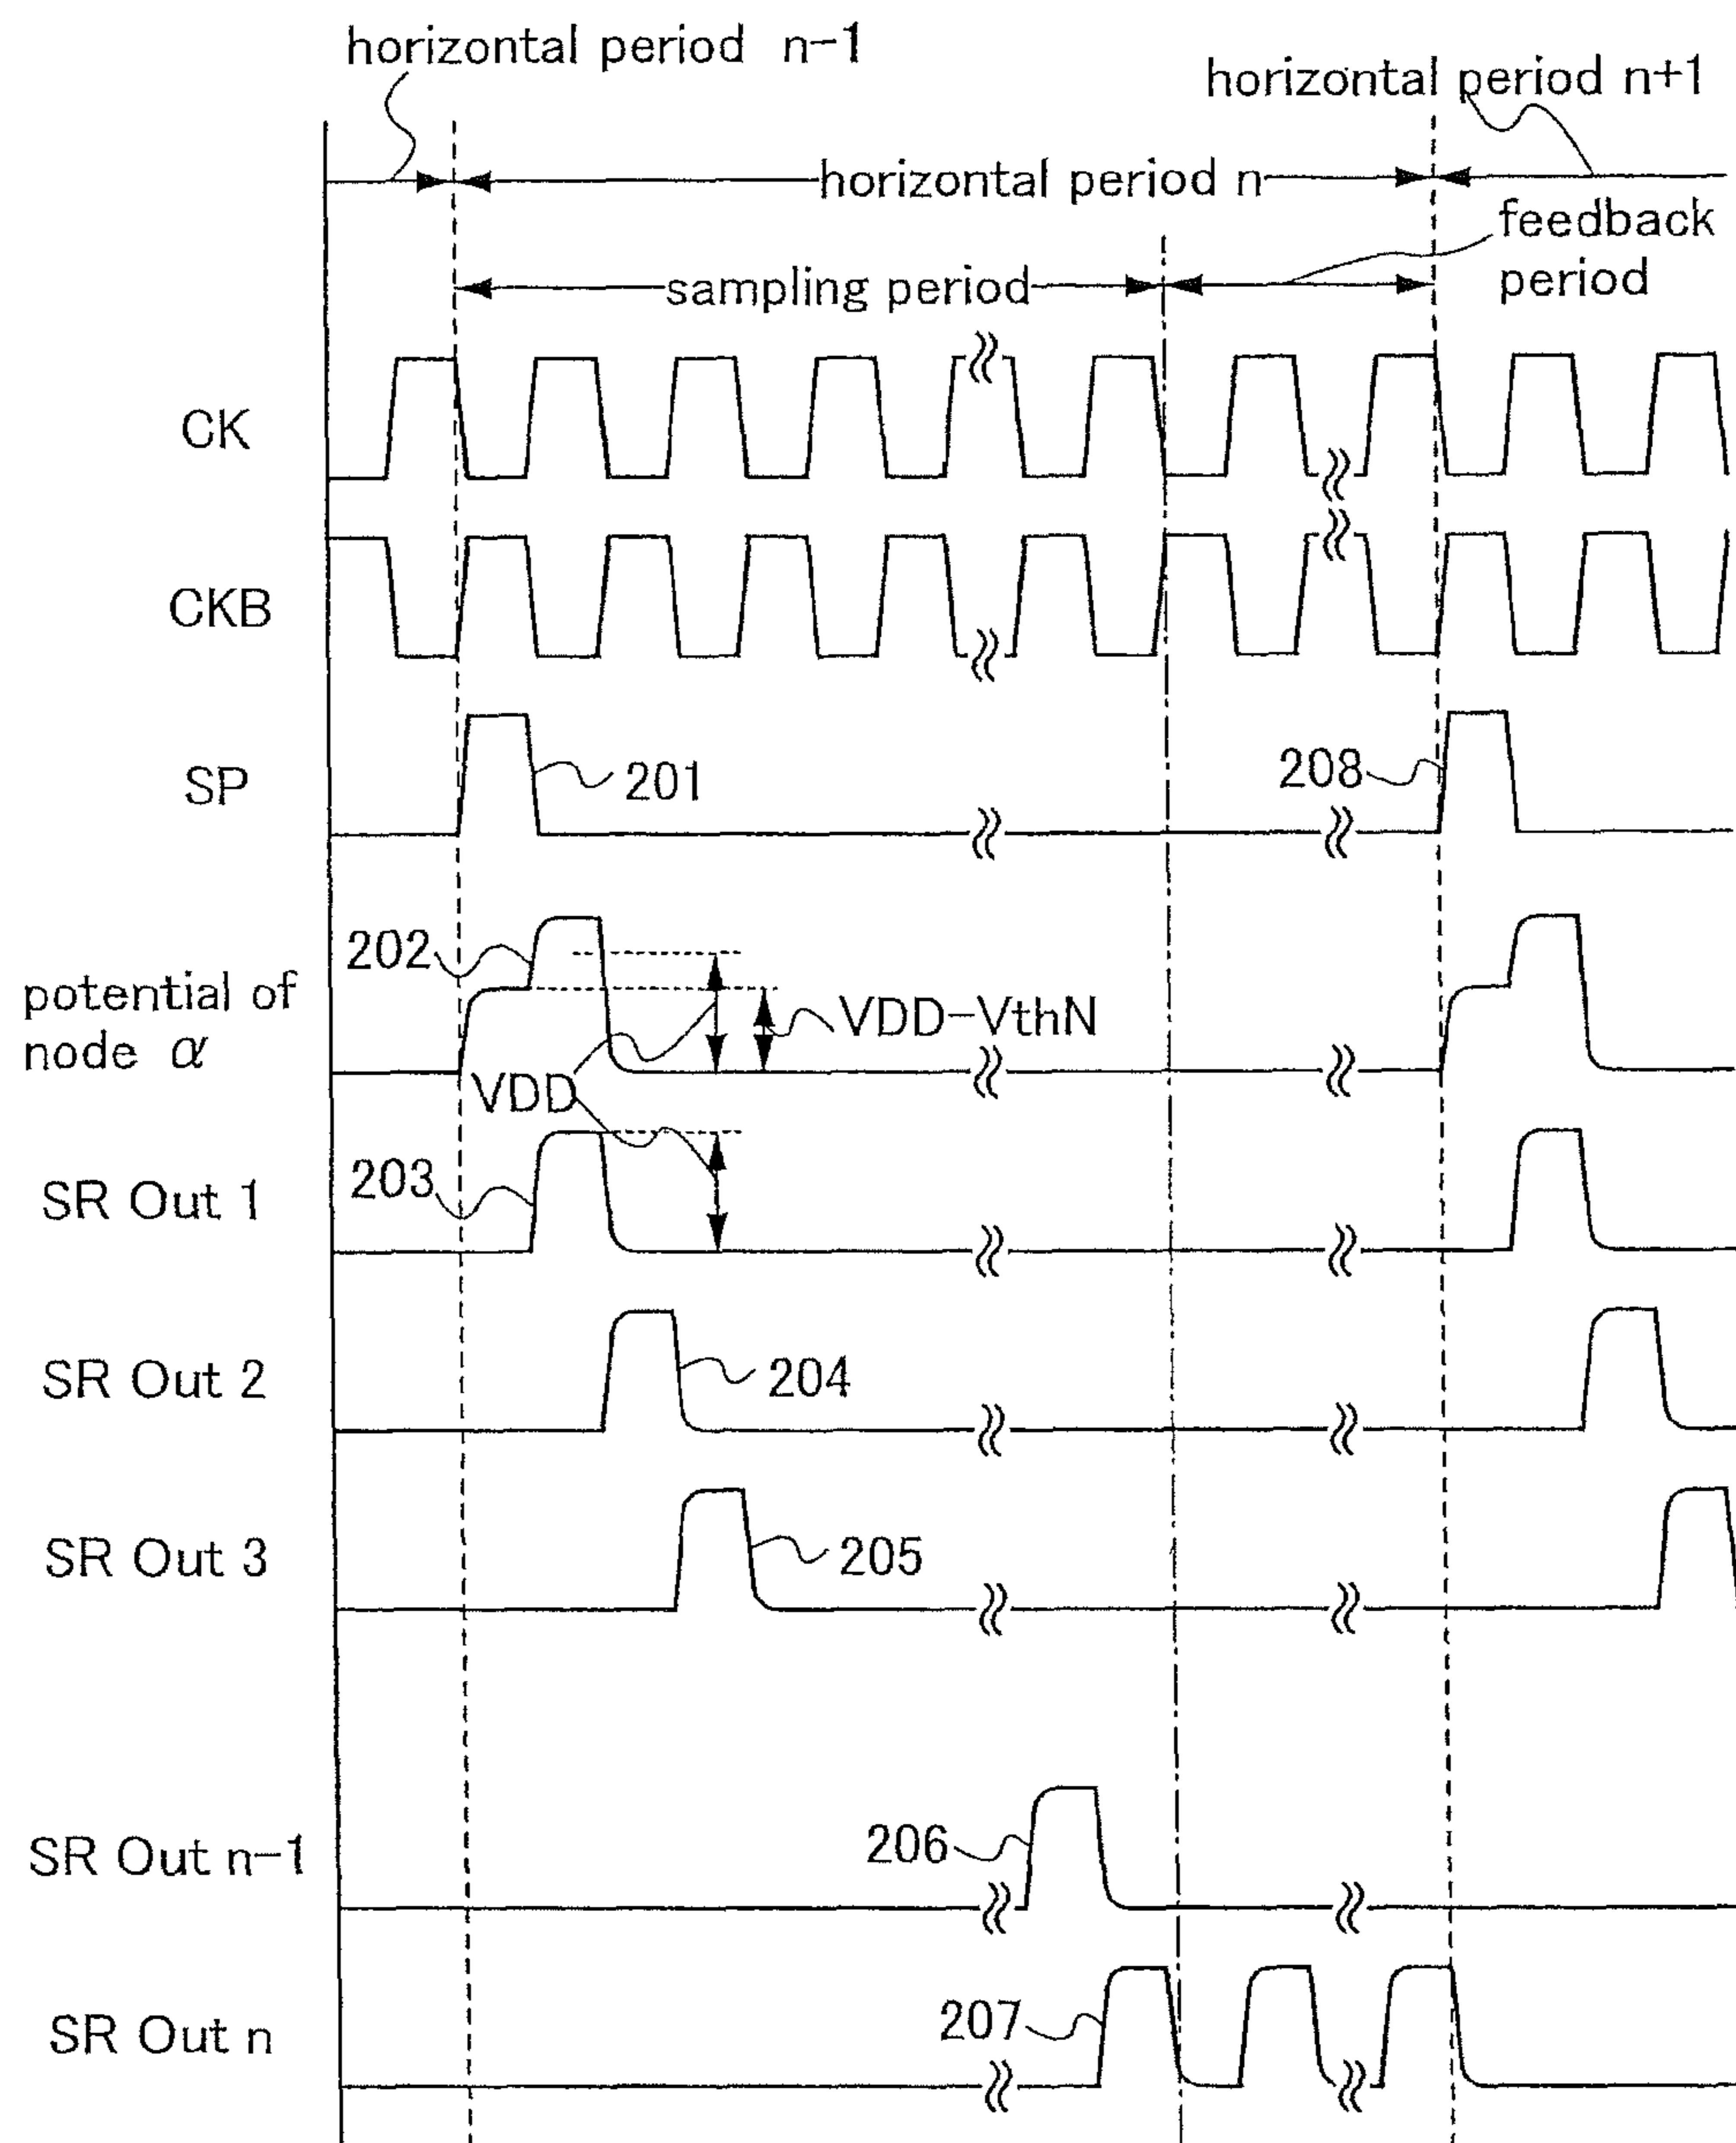 horizontal period n-1
horizontal period n+1
horizontal period n
feedback
period
sampling period
CK
CKB
SP
201
208
202
potential of
node α
VDD-VthN
VDD
203
SR Out 1
204
SR Out 2
205
SR Out 3
206
SR Out n-1
207
SR Out n